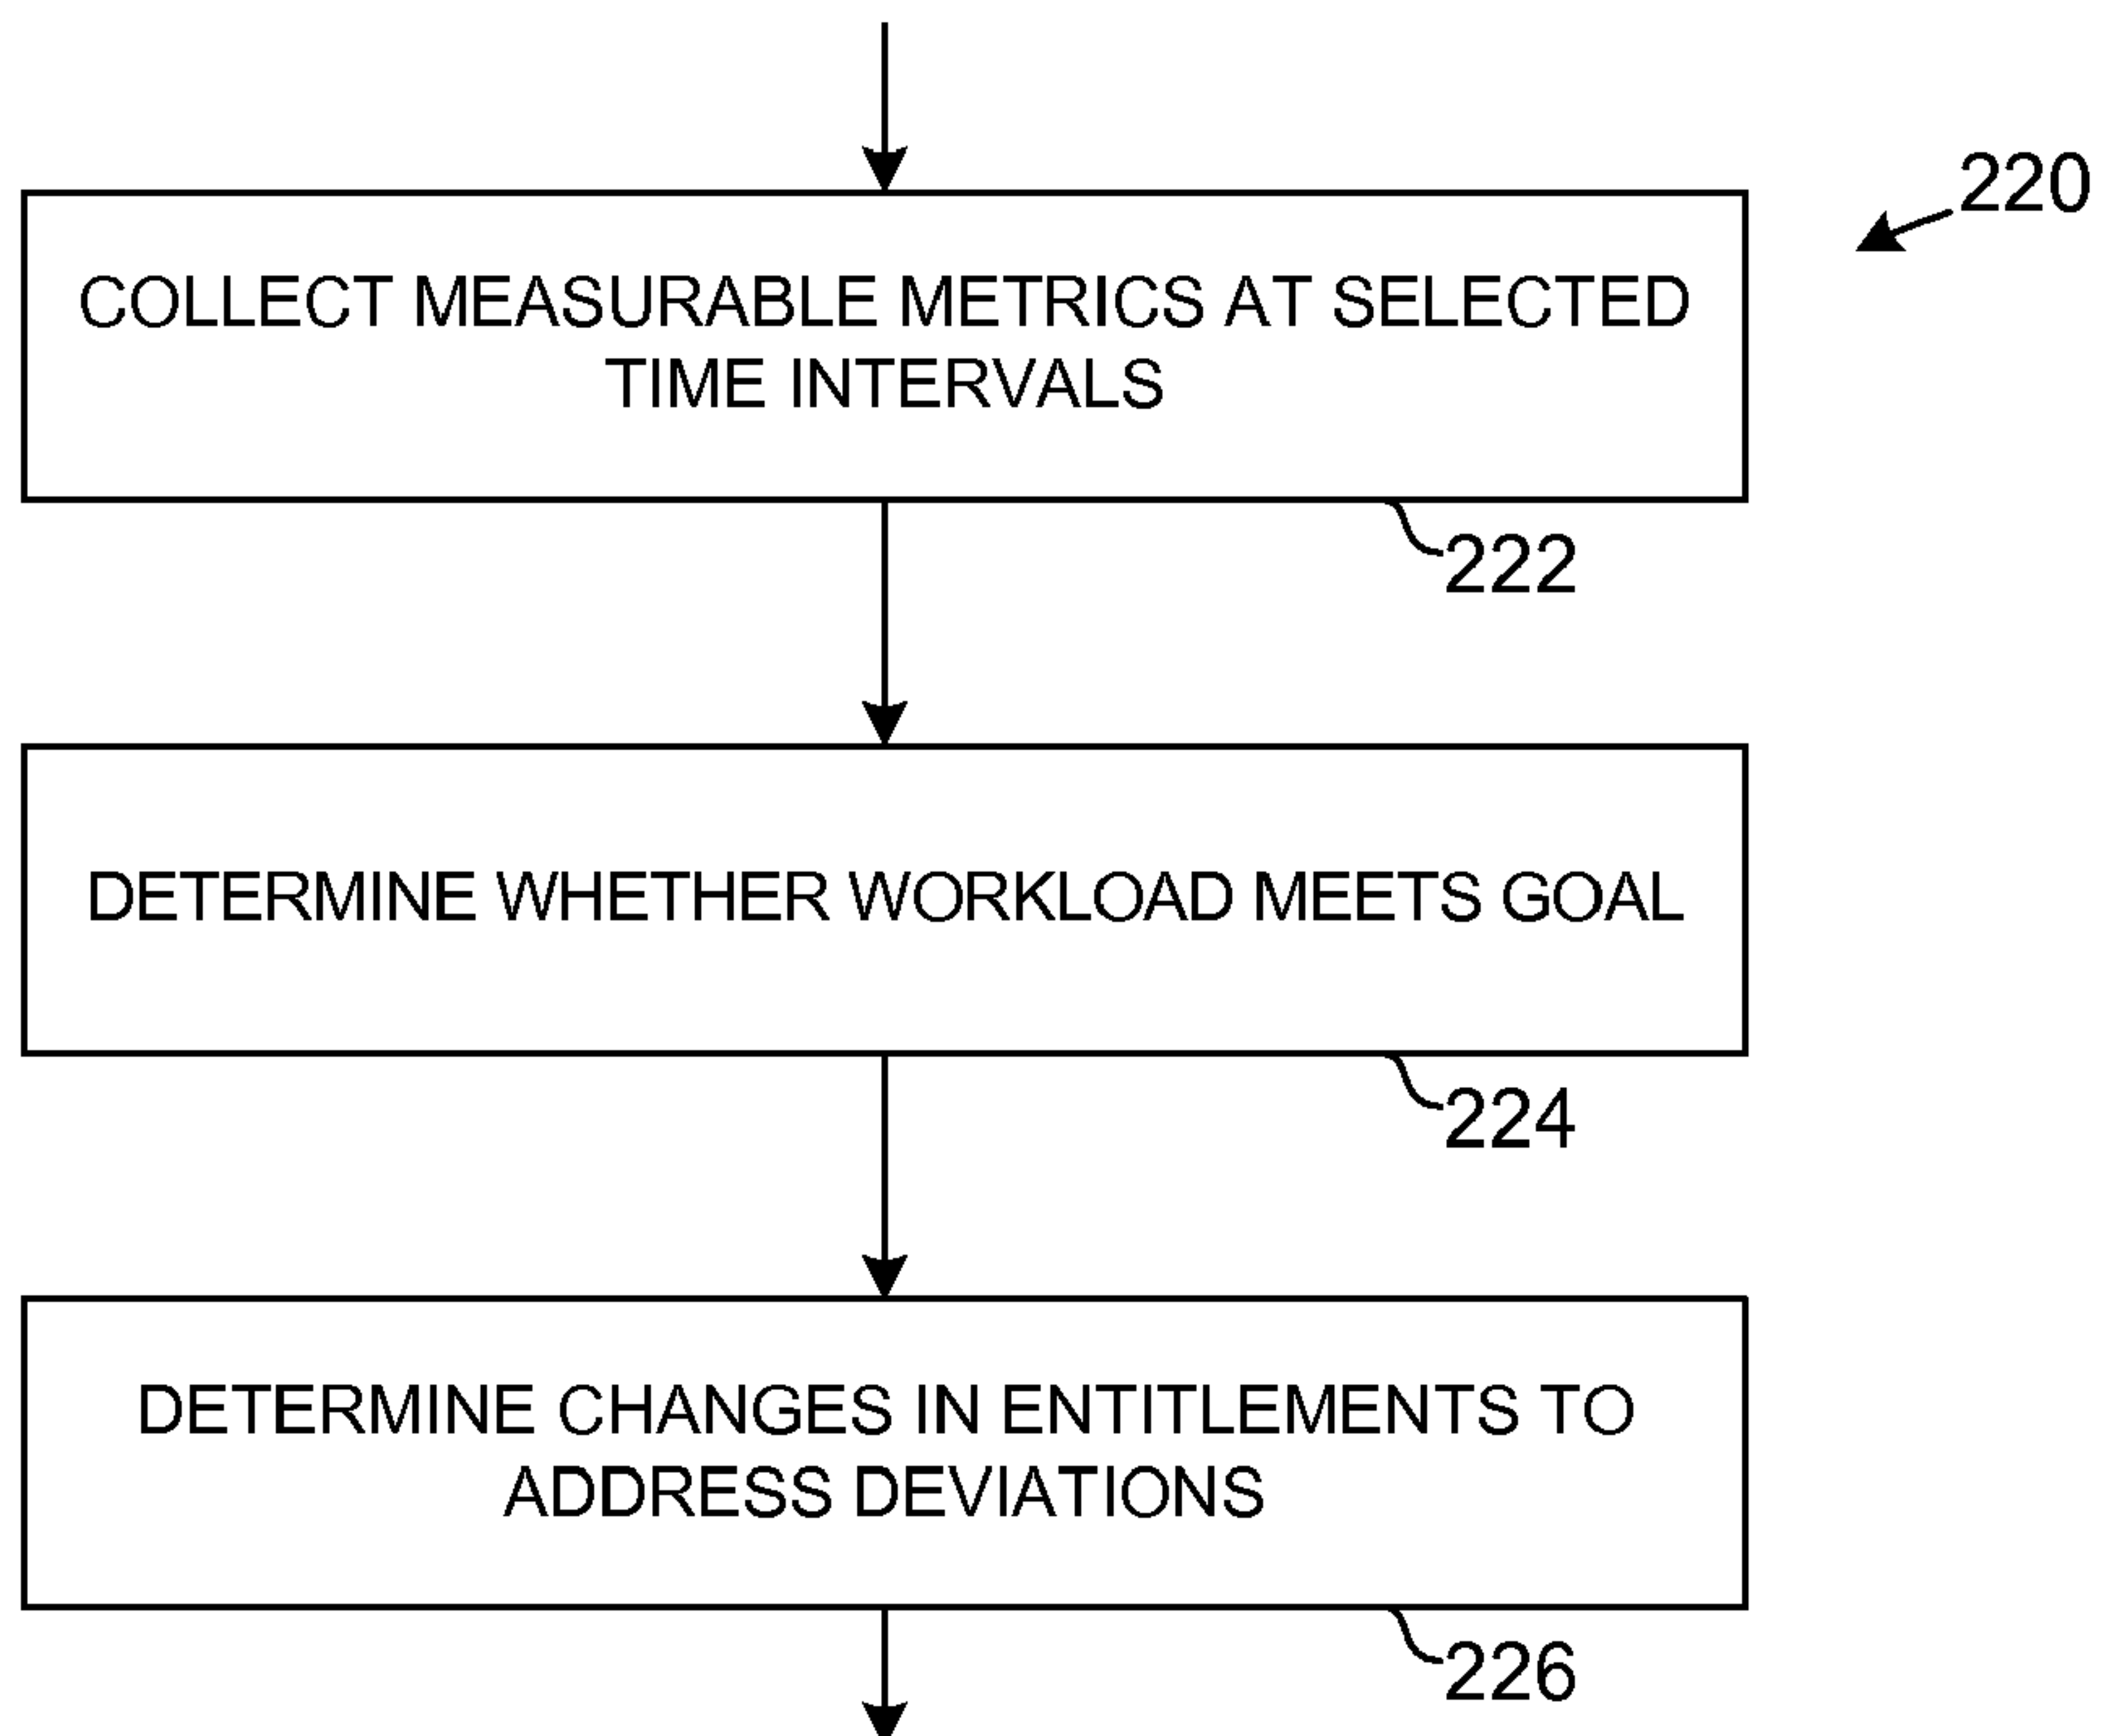 220
COLLECT MEASURABLE METRICS AT SELECTED
TIME INTERVALS
222
DETERMINE WHETHER WORKLOAD MEETS GOAL
224
DETERMINE CHANGES IN ENTITLEMENTS TO
ADDRESS DEVIATIONS
226